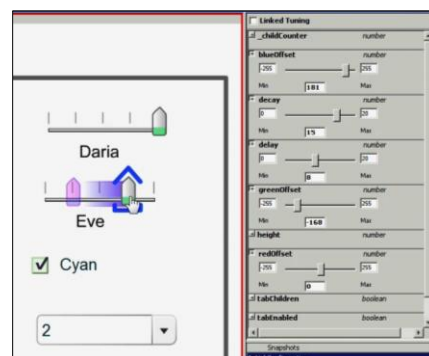 Linked Tuning
_childCounter number
blueOffset number
-255 255
Min 181 Max
decay number
0 20
Min 15 Max
delay number
0 20
Min 8 Max
greenOffset number
-255 255
Min -168 Max
height number
redOffset number
-255 255
Min 0 Max
tabChildren boolean
tabEnabled boolean
Snapshots
Daria
Eve
Cyan
2